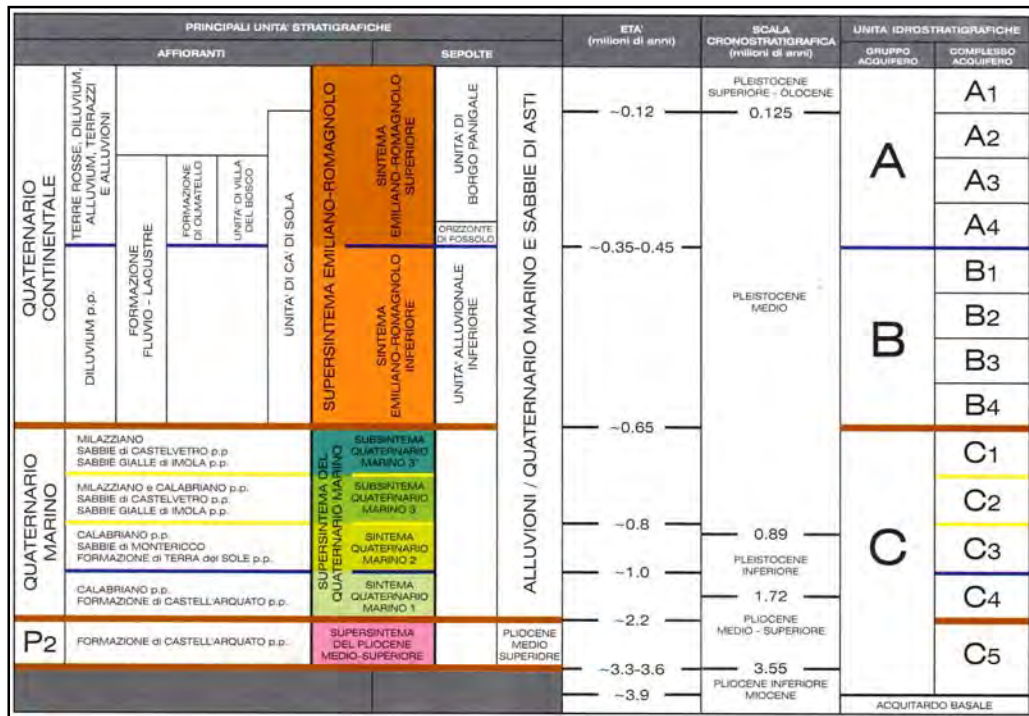 PRINCIPALI UNITA' STRATIGRAFICHE
AFFIORANTI
SEPOLTE
ETA'
(milioni di anni)
SCALA
CRONOSTRATIGRAFICA
(milioni di anni)
UNITA' IDROSTRATIGRAFICHE
GRUPPO
ACQUIFERO
COMPLESSO
ACQUIFERO
QUATERNARIO
CONTINENTALE
TERRE ROSSE, DILUVIUM,
ALLUVIUM, TERRAZZI
E ALLUVIONI
DILUVIUM p.p.
FORMAZIONE
FLUVIO - LACUSTRE
FORMAZIONE
DI OLMATELLO
UNITA' DI VILLA
DEL BOSCO
UNITA' DI CA' DI SOLA
SUPERSINTEMA EMILIANO-ROMAGNOLO
SINTEMA
EMILIANO-ROMAGNOLO
SUPERIORE
SINTEMA
EMILIANO-ROMAGNOLO
INFERIORE
UNITA' DI
BORGO PANIGALE
ORIZZONTE
DI FOSSOLO
UNITA' ALLUVIONALE
INFERIORE
ALLUVIONI / QUATERNARIO MARINO E SABBIE DI ASTI
QUATERNARIO
MARINO
MILAZZIANO
SABBIE di CASTELVETRO p.p
SABBIE GIALLE di IMOLA p.p.
MILAZZIANO e CALABRIANO p.p.
SABBIE di CASTELVETRO p.p.
SABBIE GIALLE di IMOLA p.p.
CALABRIANO p.p.
SABBIE di MONTERICCO
FORMAZIONE di TERRA del SOLE p.p.
CALABRIANO p.p.
FORMAZIONE di CASTELL'ARQUATO p.p.
SUPERSINTEMA DEL
QUATERNARIO MARINO
SUBSINTEMA
QUATERNARIO
MARINO 3'
SUBSINTEMA
QUATERNARIO
MARINO 3
SINTEMA
QUATERNARIO
MARINO 2
SINTEMA
QUATERNARIO
MARINO 1
P2
FORMAZIONE di CASTELL'ARQUATO p.p.
SUPERSINTEMA
DEL PLIOCENE
MEDIO-SUPERIORE
PLIOCENE
MEDIO
SUPERIORE
~0.12
~0.35-0.45
~0.65
~0.8
~1.0
~2.2
~3.3-3.6
~3.9
PLEISTOCENE
SUPERIORE - OLOCENE
0.125
PLEISTOCENE
MEDIO
0.89
PLEISTOCENE
INFERIORE
1.72
PLIOCENE
MEDIO - SUPERIORE
3.55
PLIOCENE INFERIORE
MIOCENE
A
B
C
A1
A2
A3
A4
B1
B2
B3
B4
C1
C2
C3
C4
C5
ACQUITARDO BASALE